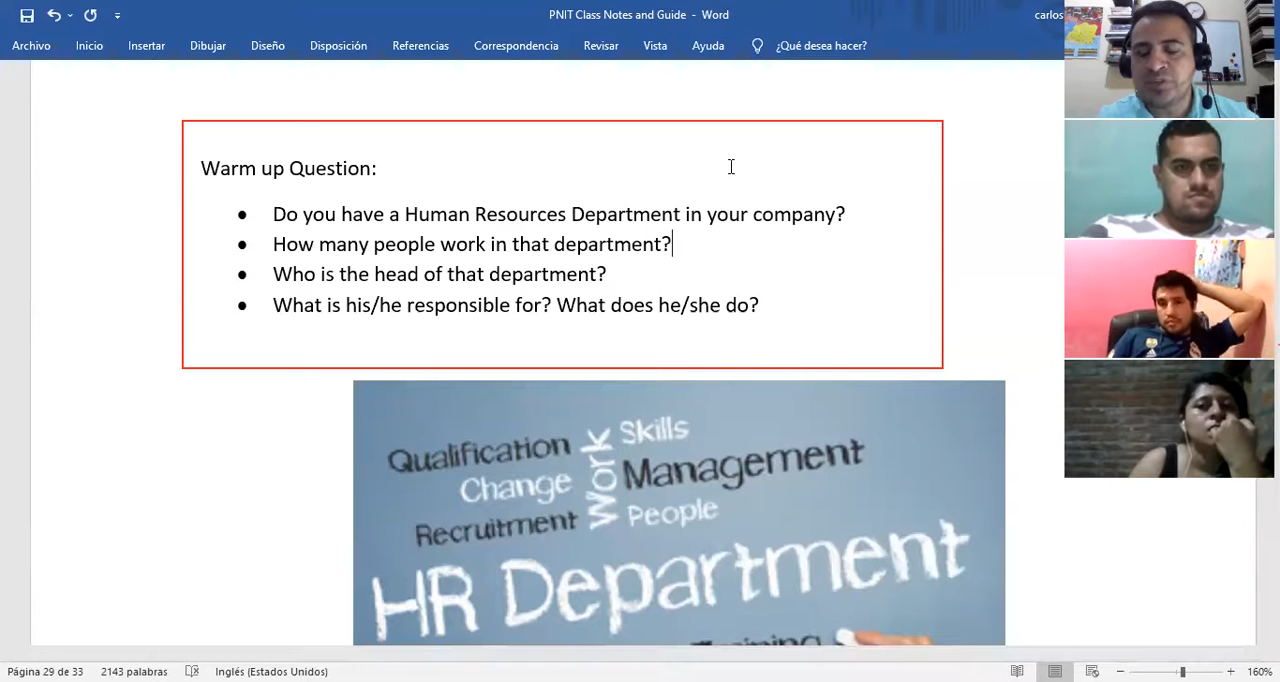 PNIT Class Notes and Guide - Word
carlos
Archivo Inicio Insertar Dibujar Diseño Disposición Referencias Correspondencia Revisar Vista Ayuda ¿Qué desea hacer?
Warm up Question:
• Do you have a Human Resources Department in your company?
• How many people work in that department?
• Who is the head of that department?
• What is his/he responsible for? What does he/she do?
Qualification Work Skills
Change Management
Recruitment People
HR Department
Training
Página 29 de 33 2143 palabras Inglés (Estados Unidos) 160%